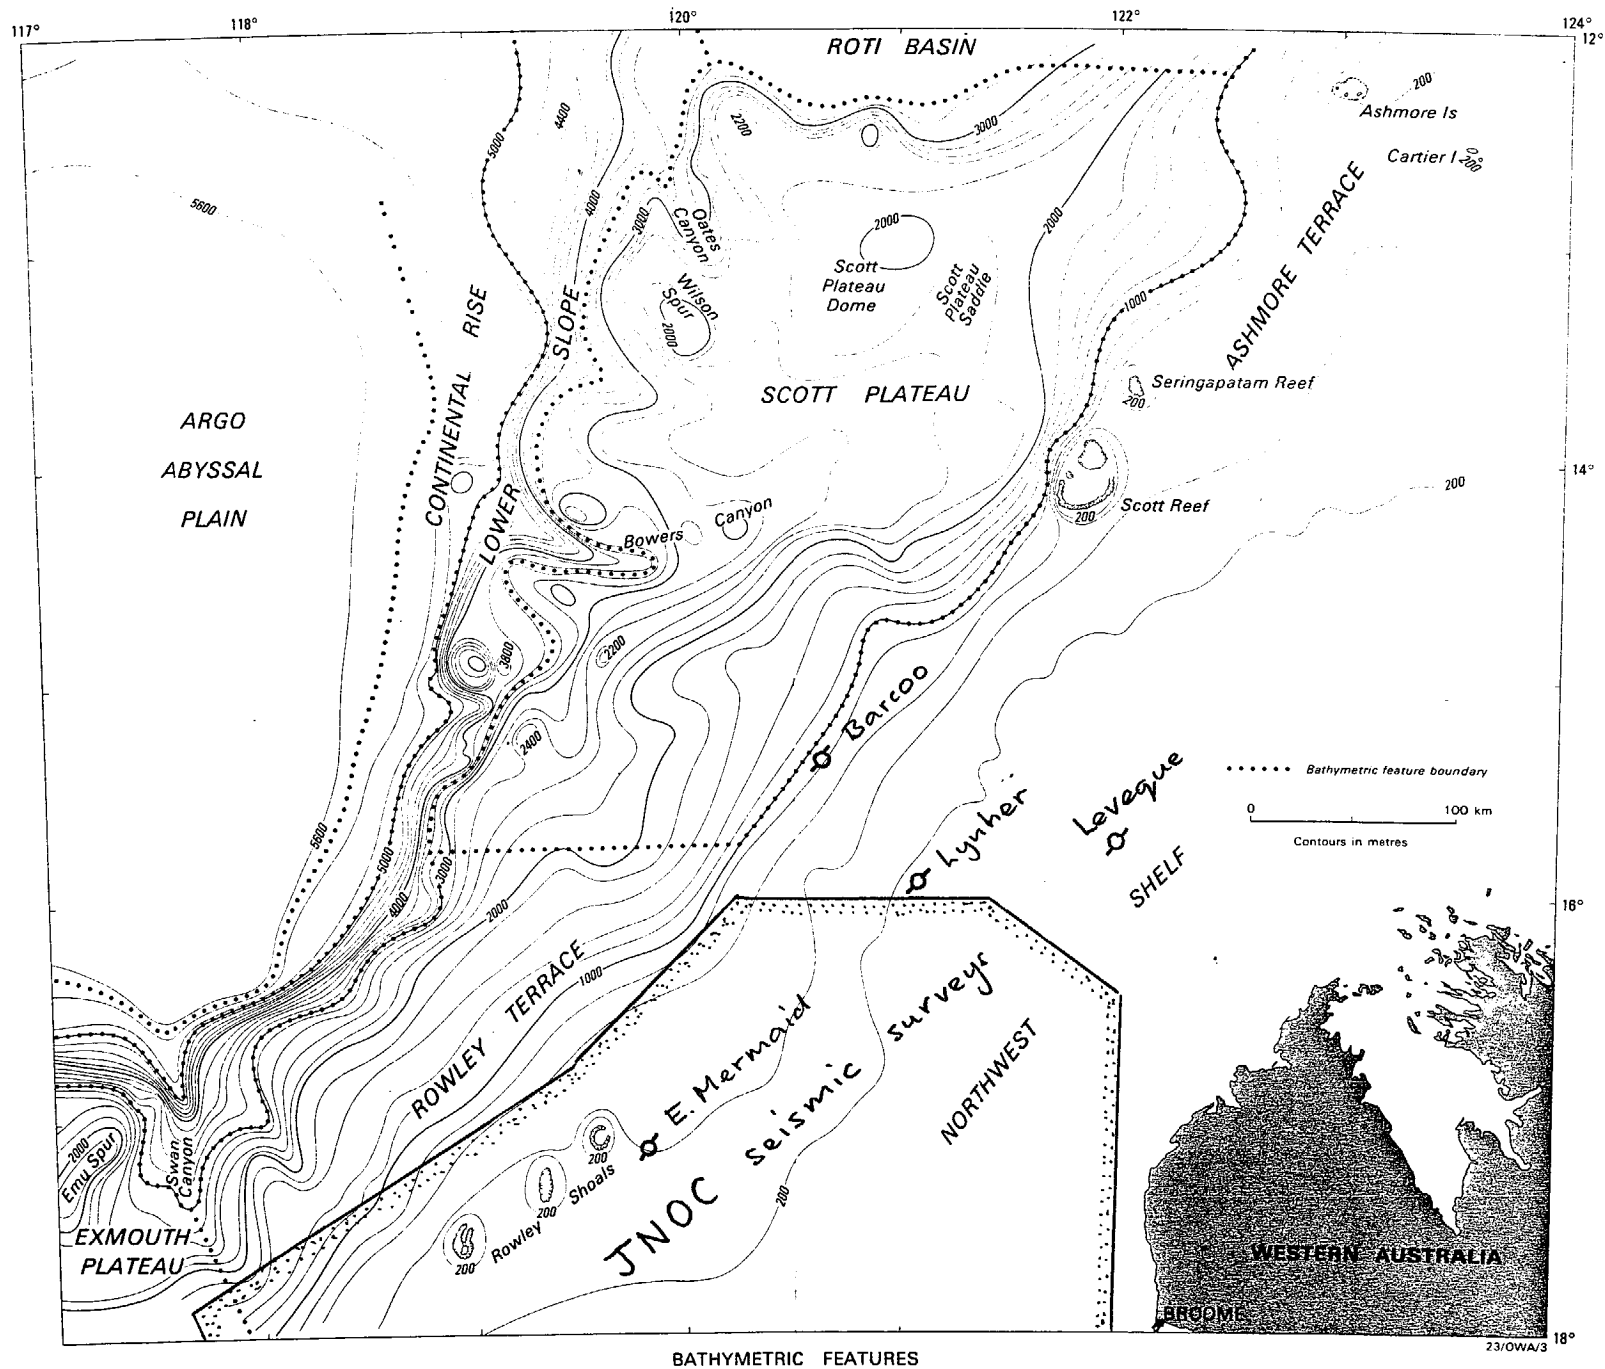 117°
118°
120°
122°
124°
12°
ROTI BASIN
200
Ashmore Is
Cartier I
200
5000
4400
2200
3000
5600
4000
3000
Oates
Canyon
2000
2000
ASHMORE TERRACE
Scott
Plateau
Dome
Scott
Plateau
Saddle
Wilson
Spur
2000
1000
CONTINENTAL RISE
LOWER SLOPE
SCOTT PLATEAU
Seringapatam Reef
200
ARGO
ABYSSAL
PLAIN
14°
200
Scott Reef
200
Bowers Canyon
3800
2200
2400
Barcoo
Lynher
Leveque
Bathymetric feature boundary
0 100 km
Contours in metres
SHELF
5600
5000
4000
3000
2000
16°
ROWLEY TERRACE
1000
E. Mermaid
JNOC seismic surveys
NORTHWEST
2000
Emu Spur
Swan
Canyon
200
200
200
Rowley Shoals
200
EXMOUTH
PLATEAU
WESTERN AUSTRALIA
BROOME
18°
23/OWA/3
BATHYMETRIC FEATURES